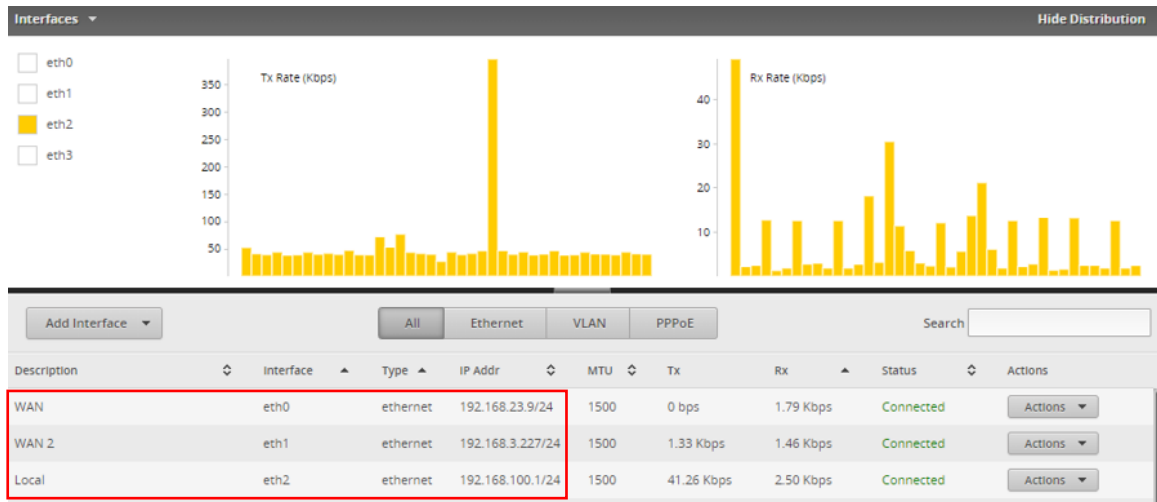 Interfaces Hide Distribution
eth0
eth1
eth2
eth3
Tx Rate (Kbps)
350
300
250
200
150
100
50
Rx Rate (Kbps)
40
30
20
10
Add Interface All Ethernet VLAN PPPoE Search
Description Interface Type IP Addr MTU Tx Rx Status Actions
WAN eth0 ethernet 192.168.23.9/24 1500 0 bps 1.79 Kbps Connected Actions
WAN 2 eth1 ethernet 192.168.3.227/24 1500 1.33 Kbps 1.46 Kbps Connected Actions
Local eth2 ethernet 192.168.100.1/24 1500 41.26 Kbps 2.50 Kbps Connected Actions